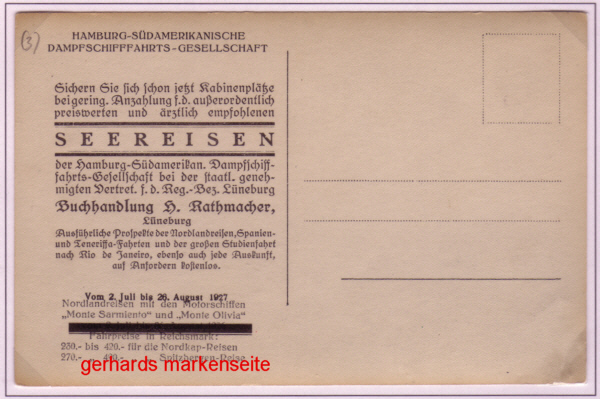 (3)
HAMBURG-SÜDAMERIKANISCHE
DAMPFSCHIFFFAHRTS-GESELLSCHAFT
Sichern Sie sich schon jetzt Kabinenplätze
bei gering. Anzahlung f. d. außerordentlich
preiswerten und ärztlich empfohlenen
SEEREISEN
der Hamburg-Südamerikan. Dampfschiff-
fahrts-Gesellschaft bei der staatl. geneh-
migten Vertret. f. d. Reg.-Bez. Lüneburg
Buchhandlung H. Rathmacher,
Lüneburg
Ausführliche Prospekte der Nordlandreisen, Spanien-
und Teneriffa-Fahrten und der großen Studienfahrt
nach Rio de Janeiro, ebenso auch jede Auskunft,
auf Anfordern kostenlos.
Vom 2. Juli bis 26. August 1927
Nordlandreisen mit den Motorschiffen
„Monte Sarmiento" und „Monte Olivia"
Fahrpreise in Reichsmark:
250.- bis 420.- für die Nordkap-Reisen
270.- „ 480.- Spitzbergen-Reise
gerhards markenseite